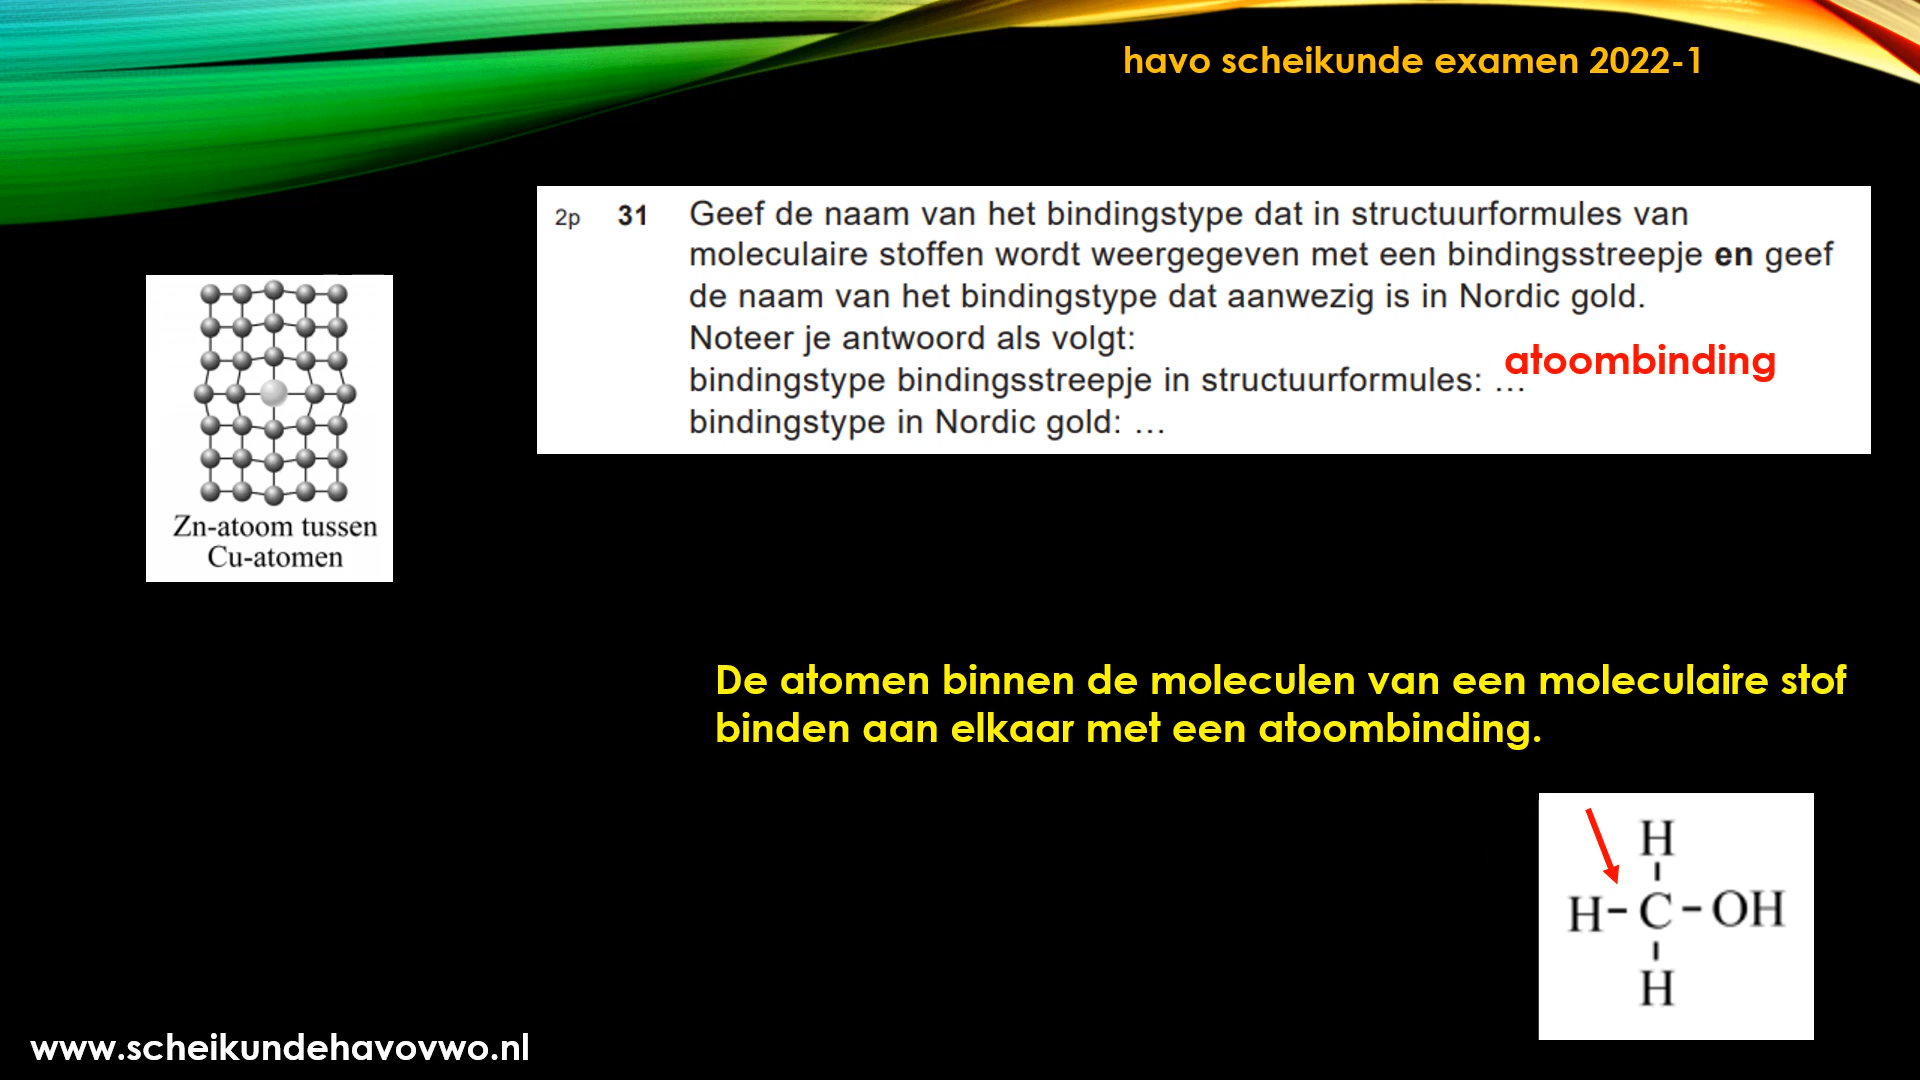 havo scheikunde examen 2022-1
2p 31 Geef de naam van het bindingstype dat in structuurformules van
moleculaire stoffen wordt weergegeven met een bindingsstreepje en geef
de naam van het bindingstype dat aanwezig is in Nordic gold.
Noteer je antwoord als volgt:
bindingstype bindingsstreepje in structuurformules: …
atoombinding
bindingstype in Nordic gold: …
Zn-atoom tussen
Cu-atomen
De atomen binnen de moleculen van een moleculaire stof
binden aan elkaar met een atoombinding.
H
H-C-OH
H
www.scheikundehavovwo.nl